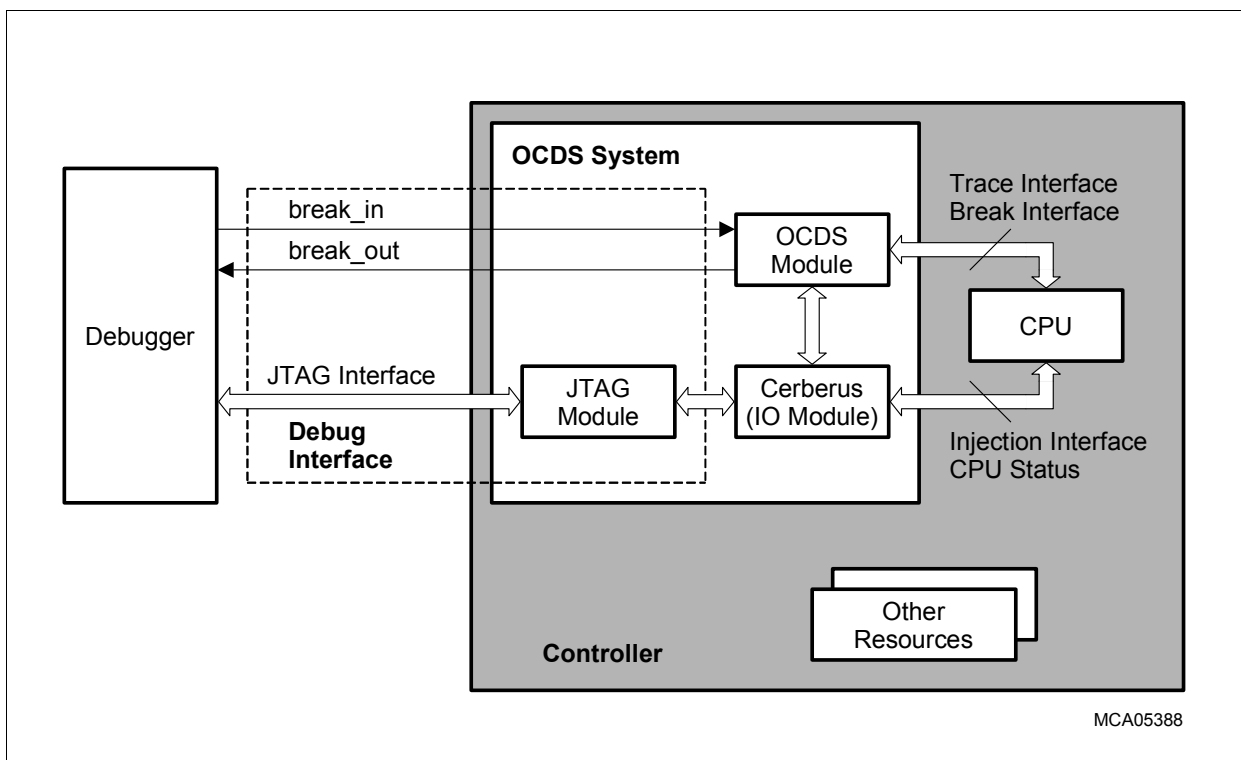 OCDS System
Trace Interface
Break Interface
break_in
break_out
OCDS
Module
CPU
Debugger
JTAG Interface
JTAG
Module
Cerberus
(IO Module)
Debug
Interface
Injection Interface
CPU Status
Other
Resources
Controller
MCA05388